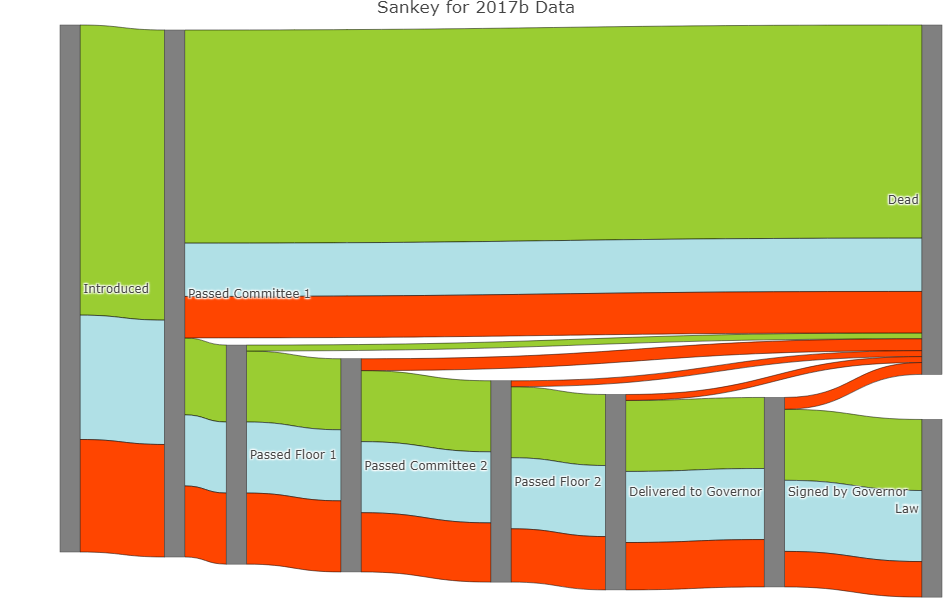 Sankey for 2017b Data
Dead
Introduced
Passed Committee 1
Passed Floor 1
Passed Committee 2
Passed Floor 2
Delivered to Governor
Signed by Governor
Law